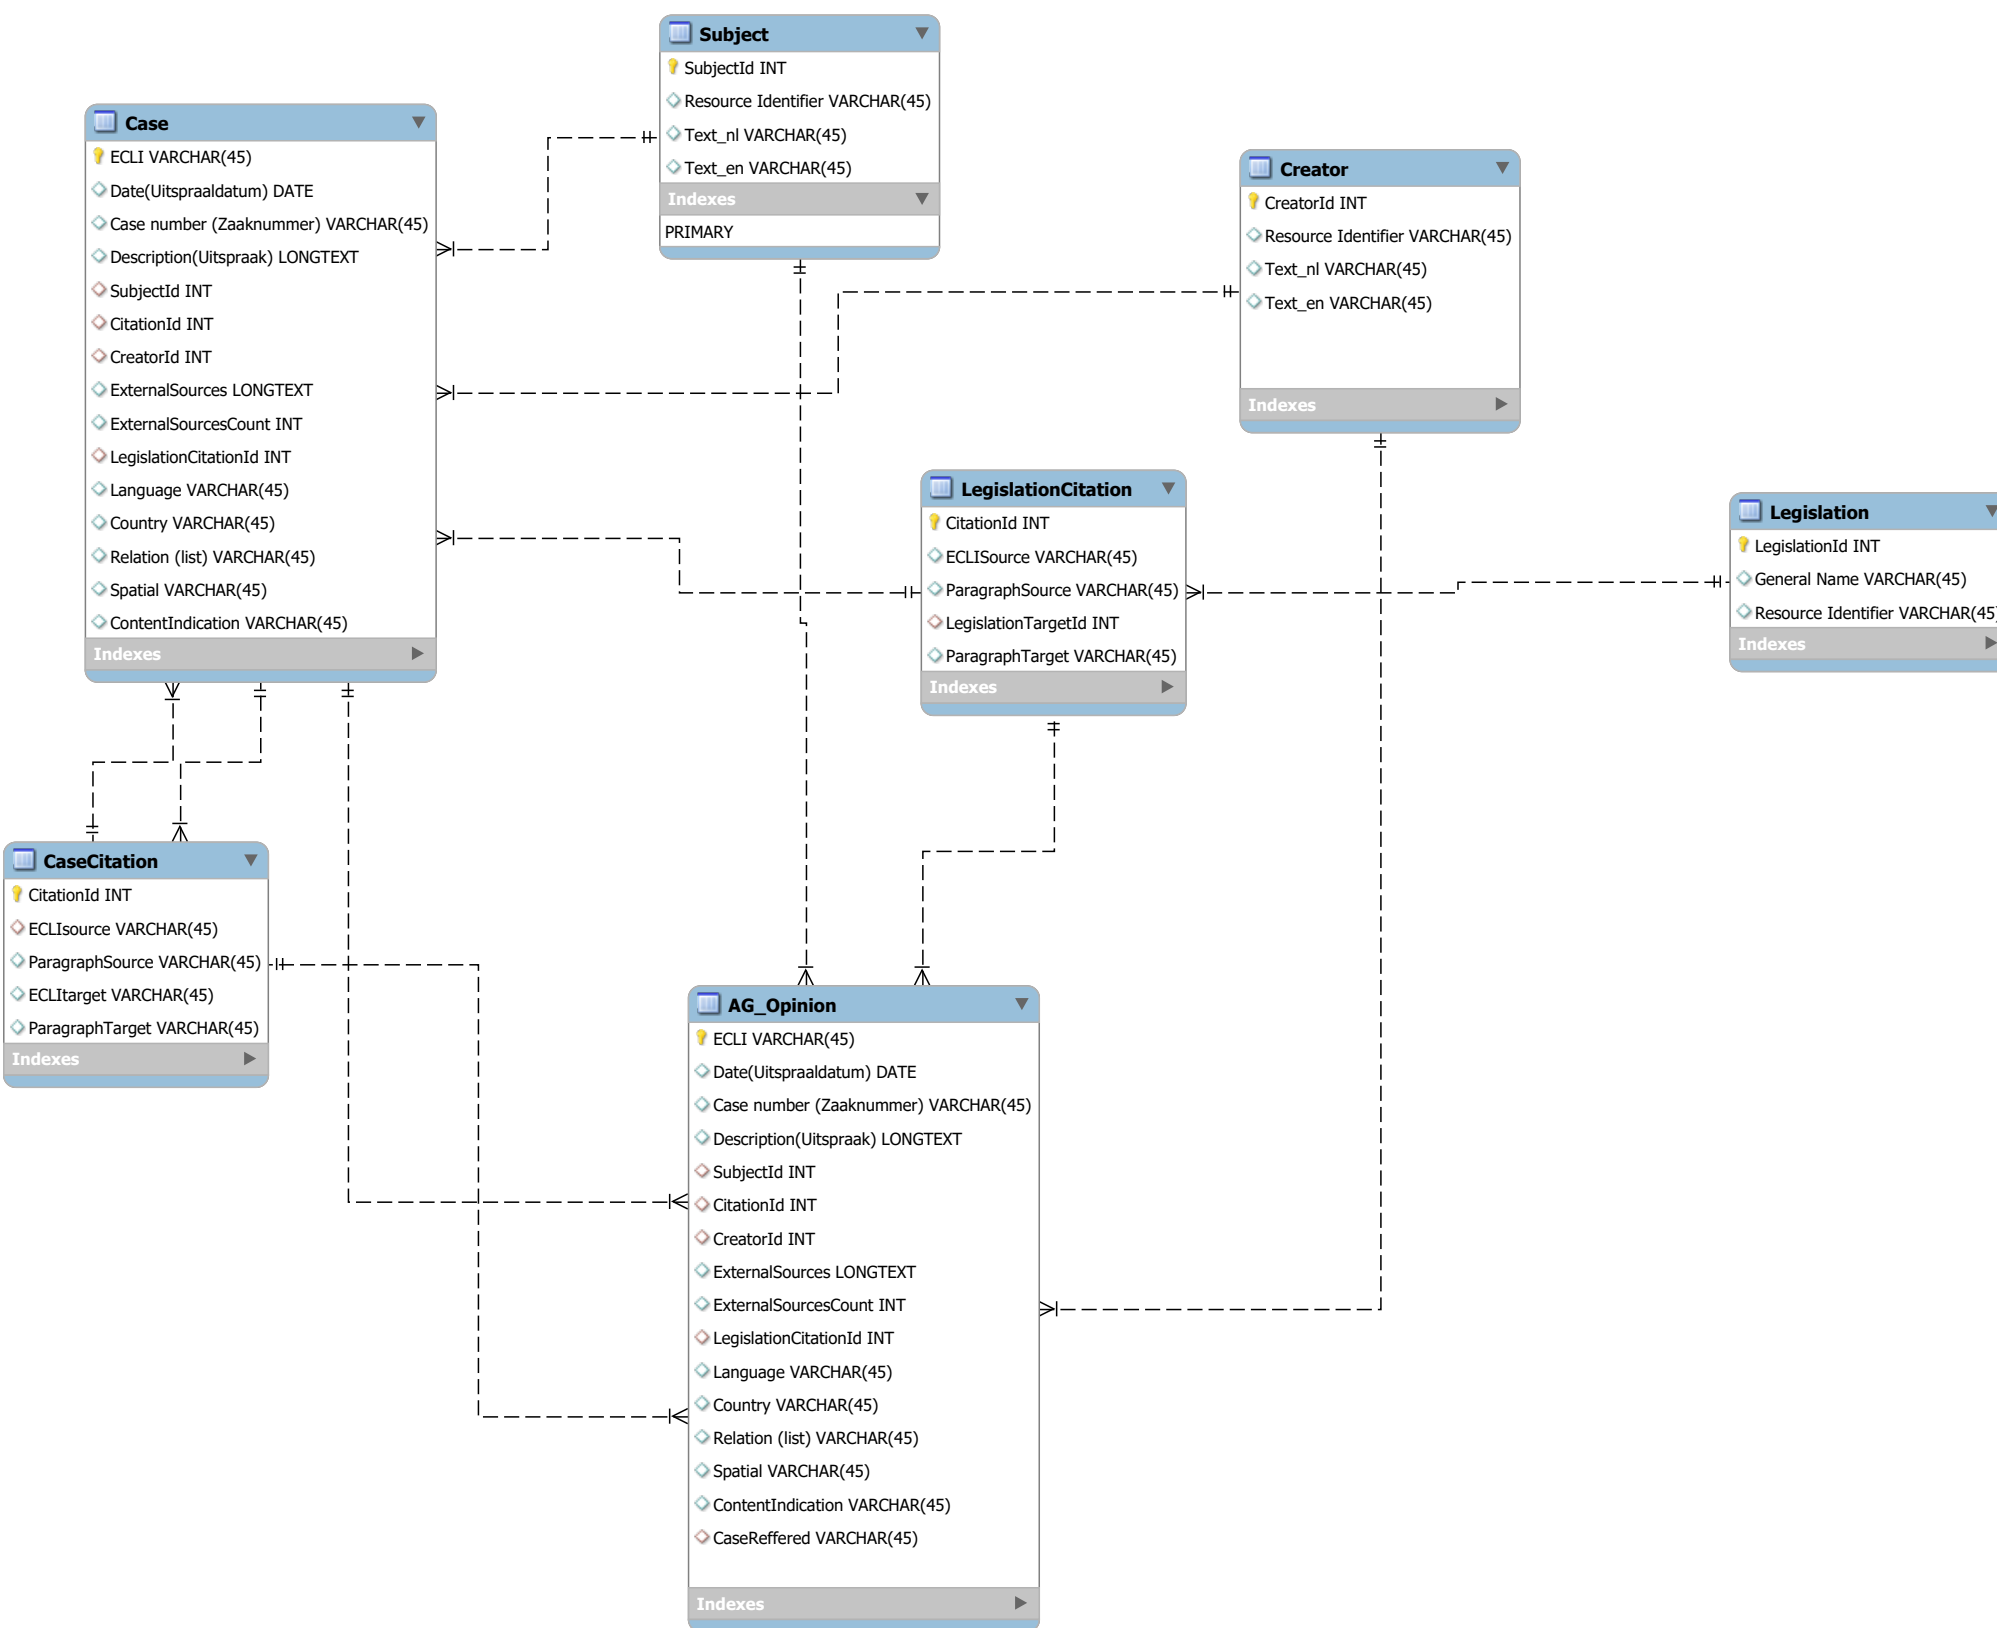 Subject
SubjectId INT
Resource Identifier VARCHAR(45)
Text_nl VARCHAR(45)
Text_en VARCHAR(45)
Indexes
PRIMARY
Case
ECLI VARCHAR(45)
Date(Uitspraaldatum) DATE
Case number (Zaaknummer) VARCHAR(45)
Description(Uitspraak) LONGTEXT
SubjectId INT
CitationId INT
CreatorId INT
ExternalSources LONGTEXT
ExternalSourcesCount INT
LegislationCitationId INT
Language VARCHAR(45)
Country VARCHAR(45)
Relation (list) VARCHAR(45)
Spatial VARCHAR(45)
ContentIndication VARCHAR(45)
Indexes
Creator
CreatorId INT
Resource Identifier VARCHAR(45)
Text_nl VARCHAR(45)
Text_en VARCHAR(45)
Indexes
LegislationCitation
CitationId INT
ECLISource VARCHAR(45)
ParagraphSource VARCHAR(45)
LegislationTargetId INT
ParagraphTarget VARCHAR(45)
Indexes
Legislation
LegislationId INT
General Name VARCHAR(45)
Resource Identifier VARCHAR(45)
Indexes
CaseCitation
CitationId INT
ECLIsource VARCHAR(45)
ParagraphSource VARCHAR(45)
ECLItarget VARCHAR(45)
ParagraphTarget VARCHAR(45)
Indexes
AG_Opinion
ECLI VARCHAR(45)
Date(Uitspraaldatum) DATE
Case number (Zaaknummer) VARCHAR(45)
Description(Uitspraak) LONGTEXT
SubjectId INT
CitationId INT
CreatorId INT
ExternalSources LONGTEXT
ExternalSourcesCount INT
LegislationCitationId INT
Language VARCHAR(45)
Country VARCHAR(45)
Relation (list) VARCHAR(45)
Spatial VARCHAR(45)
ContentIndication VARCHAR(45)
CaseReffered VARCHAR(45)
Indexes